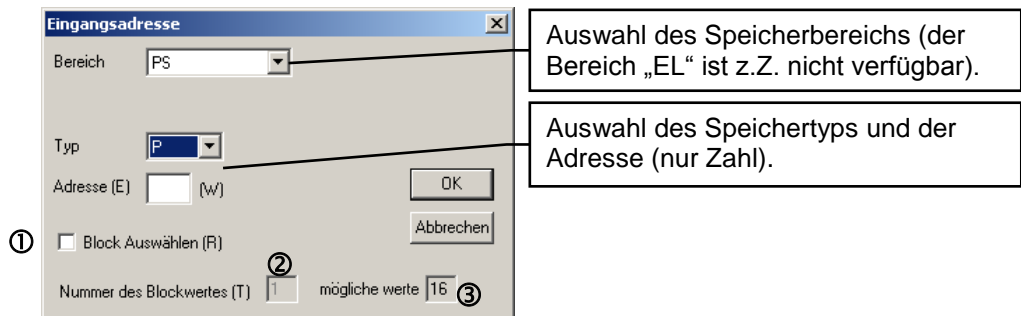 Eingangsadresse
Bereich PS
Auswahl des Speicherbereichs (der
Bereich „EL“ ist z.Z. nicht verfügbar).
Typ P
Auswahl des Speichertyps und der
Adresse (nur Zahl).
Adresse (E) (W)
OK
Abbrechen
① Block Auswählen (R)
②
Nummer des Blockwertes (T) 1 mögliche werte 16 ③